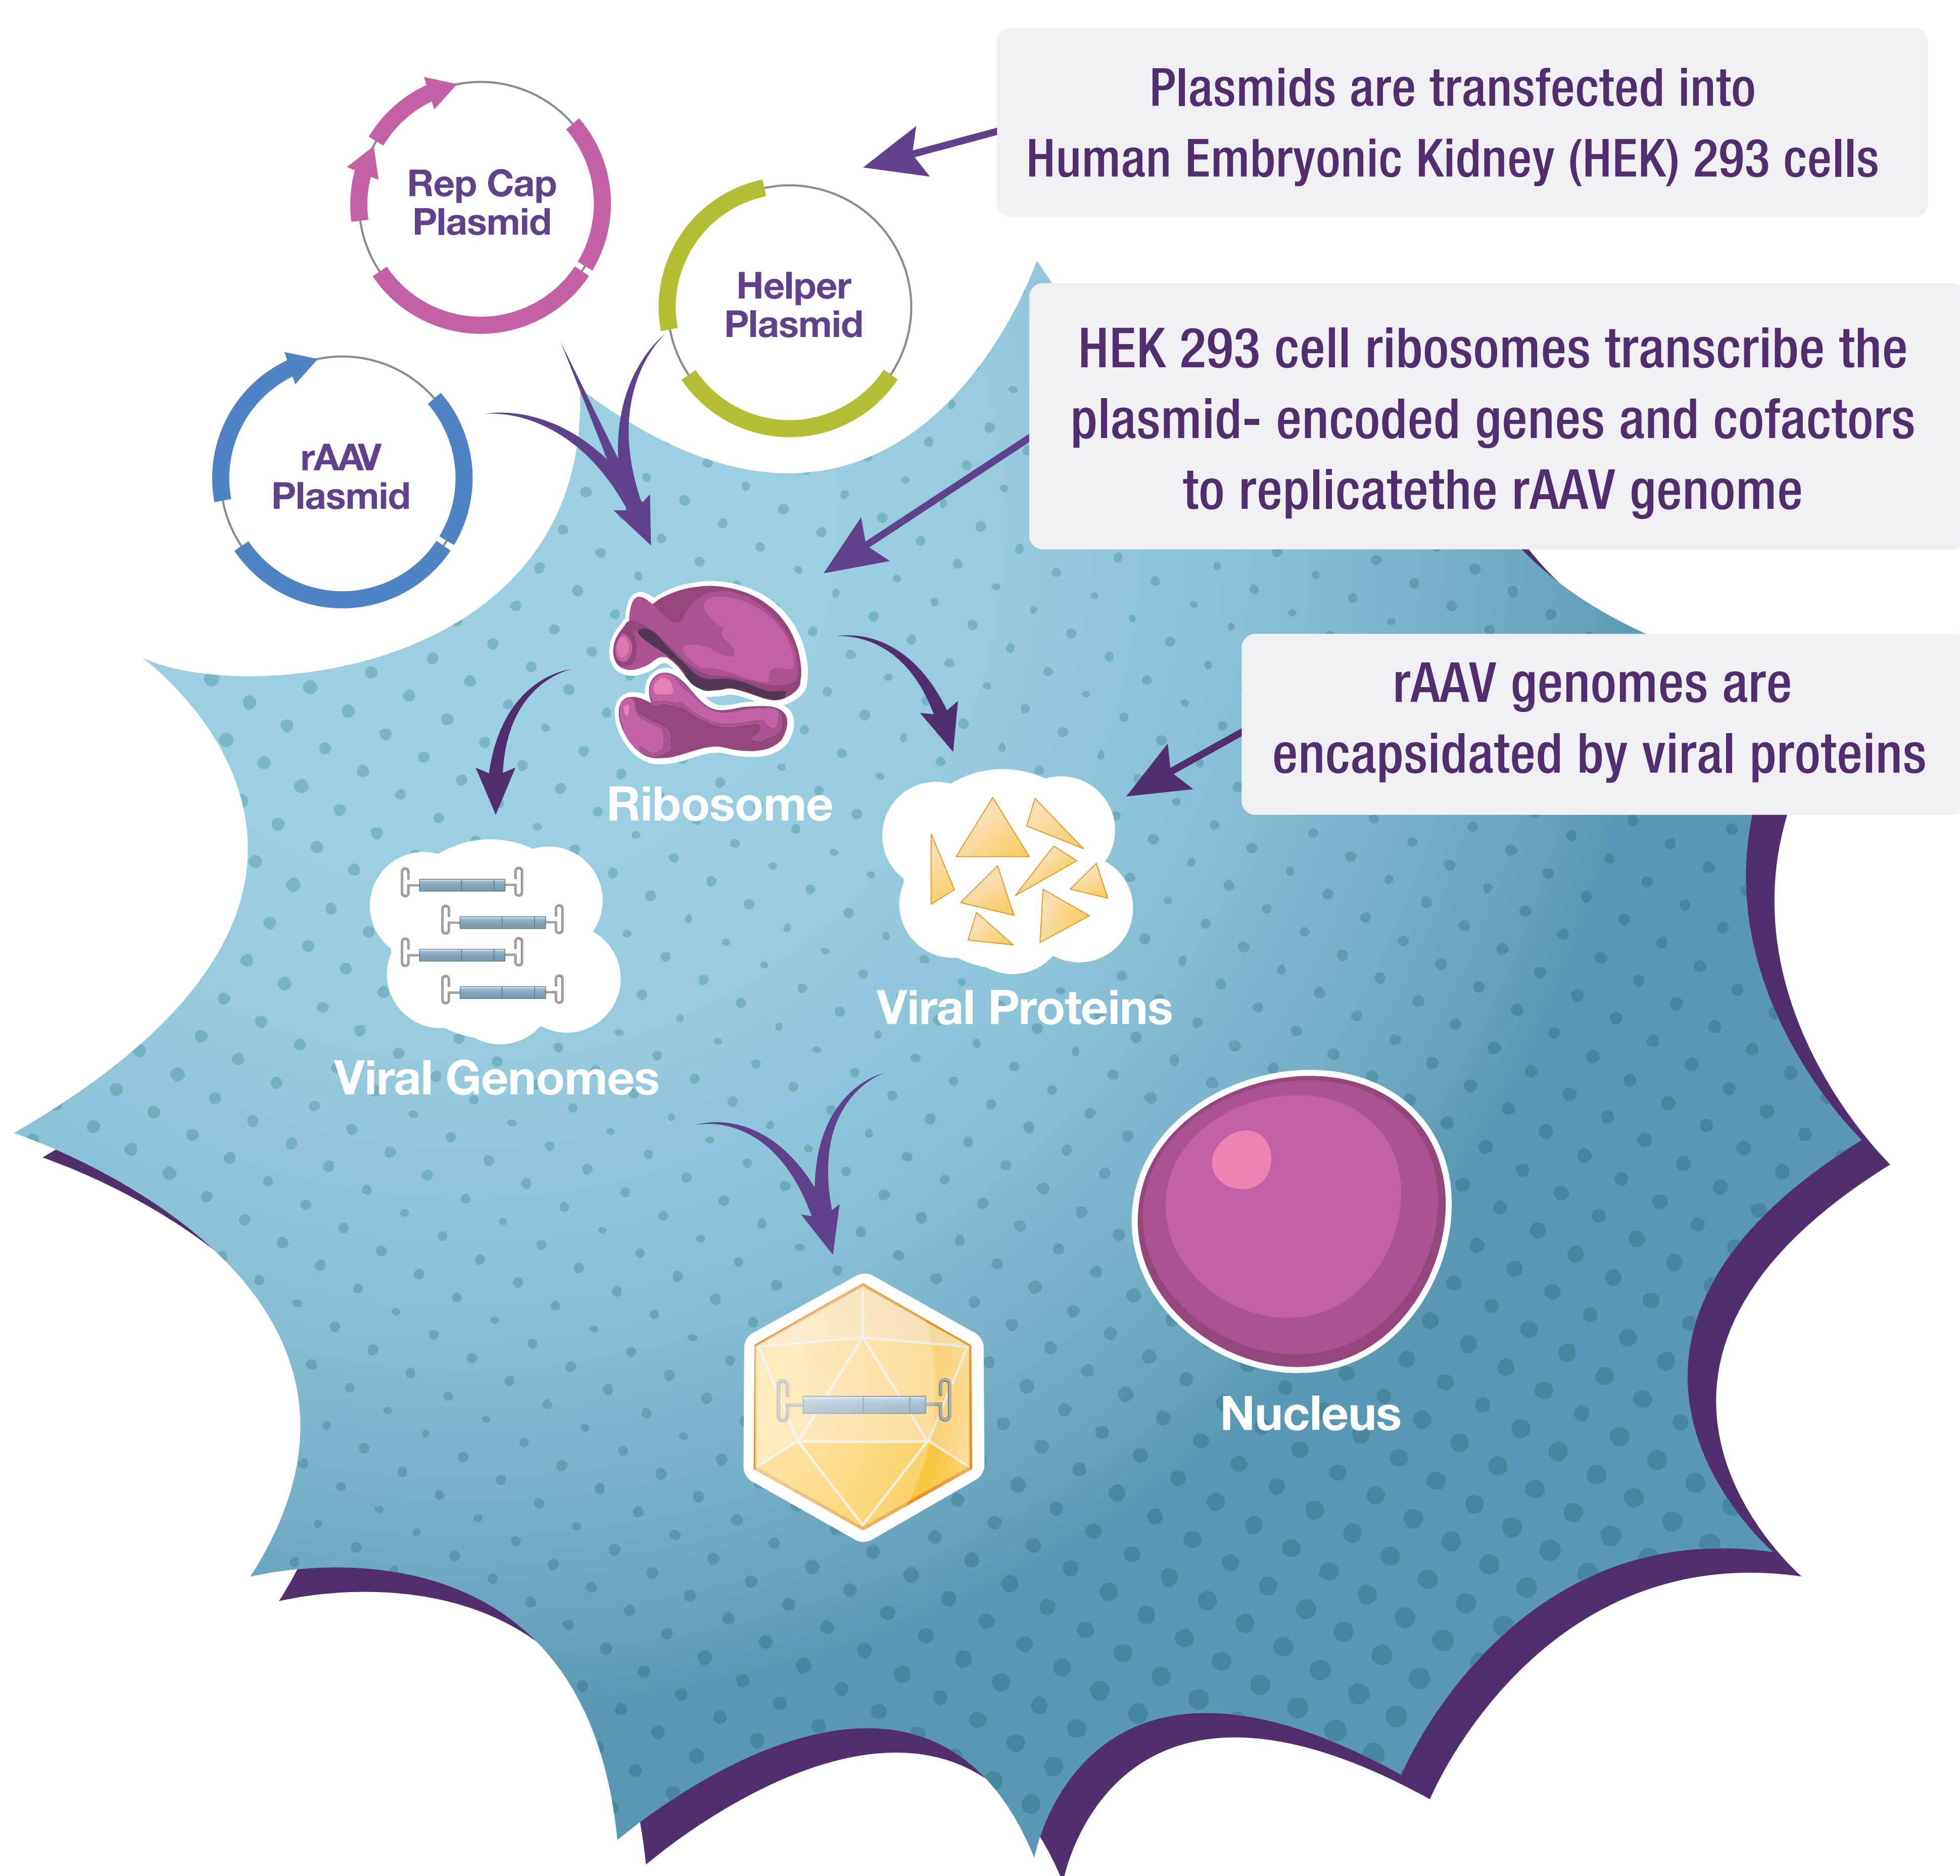 Plasmids are transfected into
Human Embryonic Kidney (HEK) 293 cells
Rep Cap
Plasmid
Helper
Plasmid
HEK 293 cell ribosomes transcribe the
plasmid- encoded genes and cofactors
to replicatethe rAAV genome
rAAV
Plasmid
rAAV genomes are
encapsidated by viral proteins
Ribosome
Viral Proteins
Viral Genomes
Nucleus